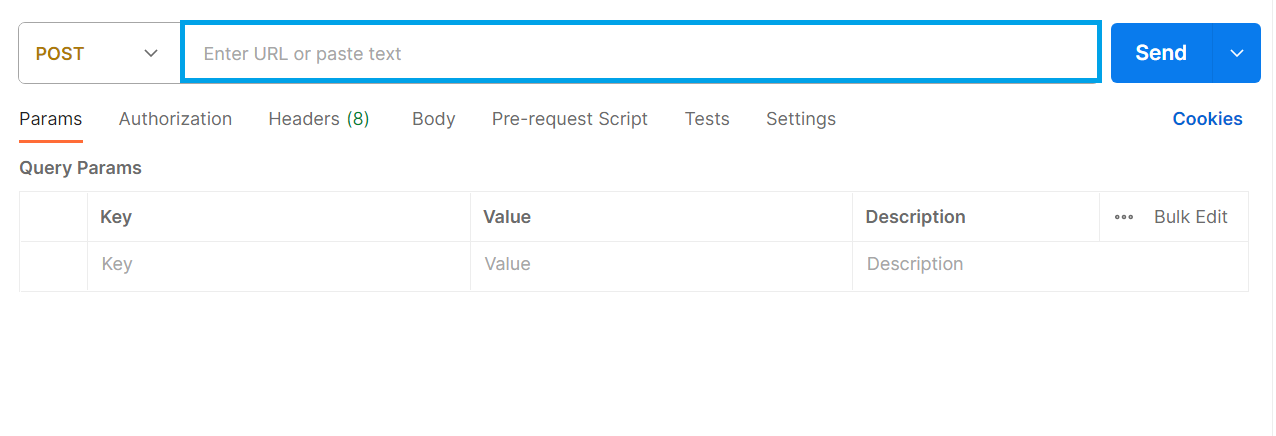 POST Enter URL or paste text Send
Params Authorization Headers (8) Body Pre-request Script Tests Settings Cookies
Query Params
Key Value Description Bulk Edit
Key Value Description